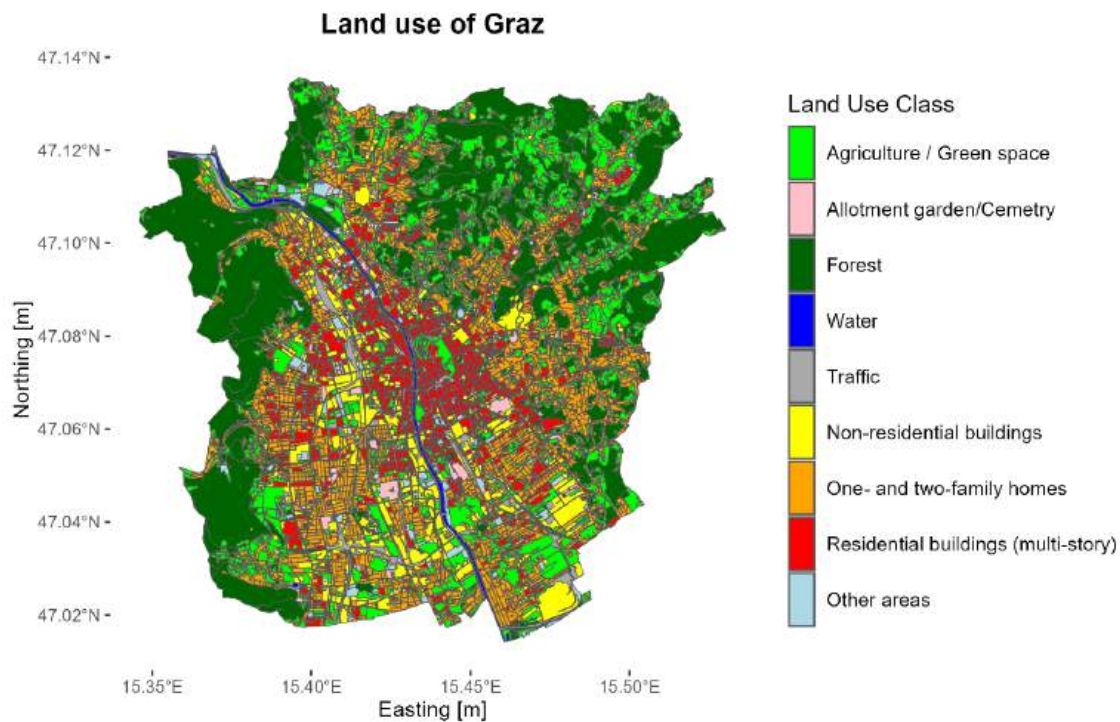 Land use of Graz
47.14°N
47.12°N
47.10°N
47.08°N
47.06°N
47.04°N
47.02°N
Northing [m]
15.35°E
15.40°E
15.45°E
15.50°E
Easting [m]
Land Use Class
Agriculture / Green space
Allotment garden/Cemetry
Forest
Water
Traffic
Non-residential buildings
One- and two-family homes
Residential buildings (multi-story)
Other areas